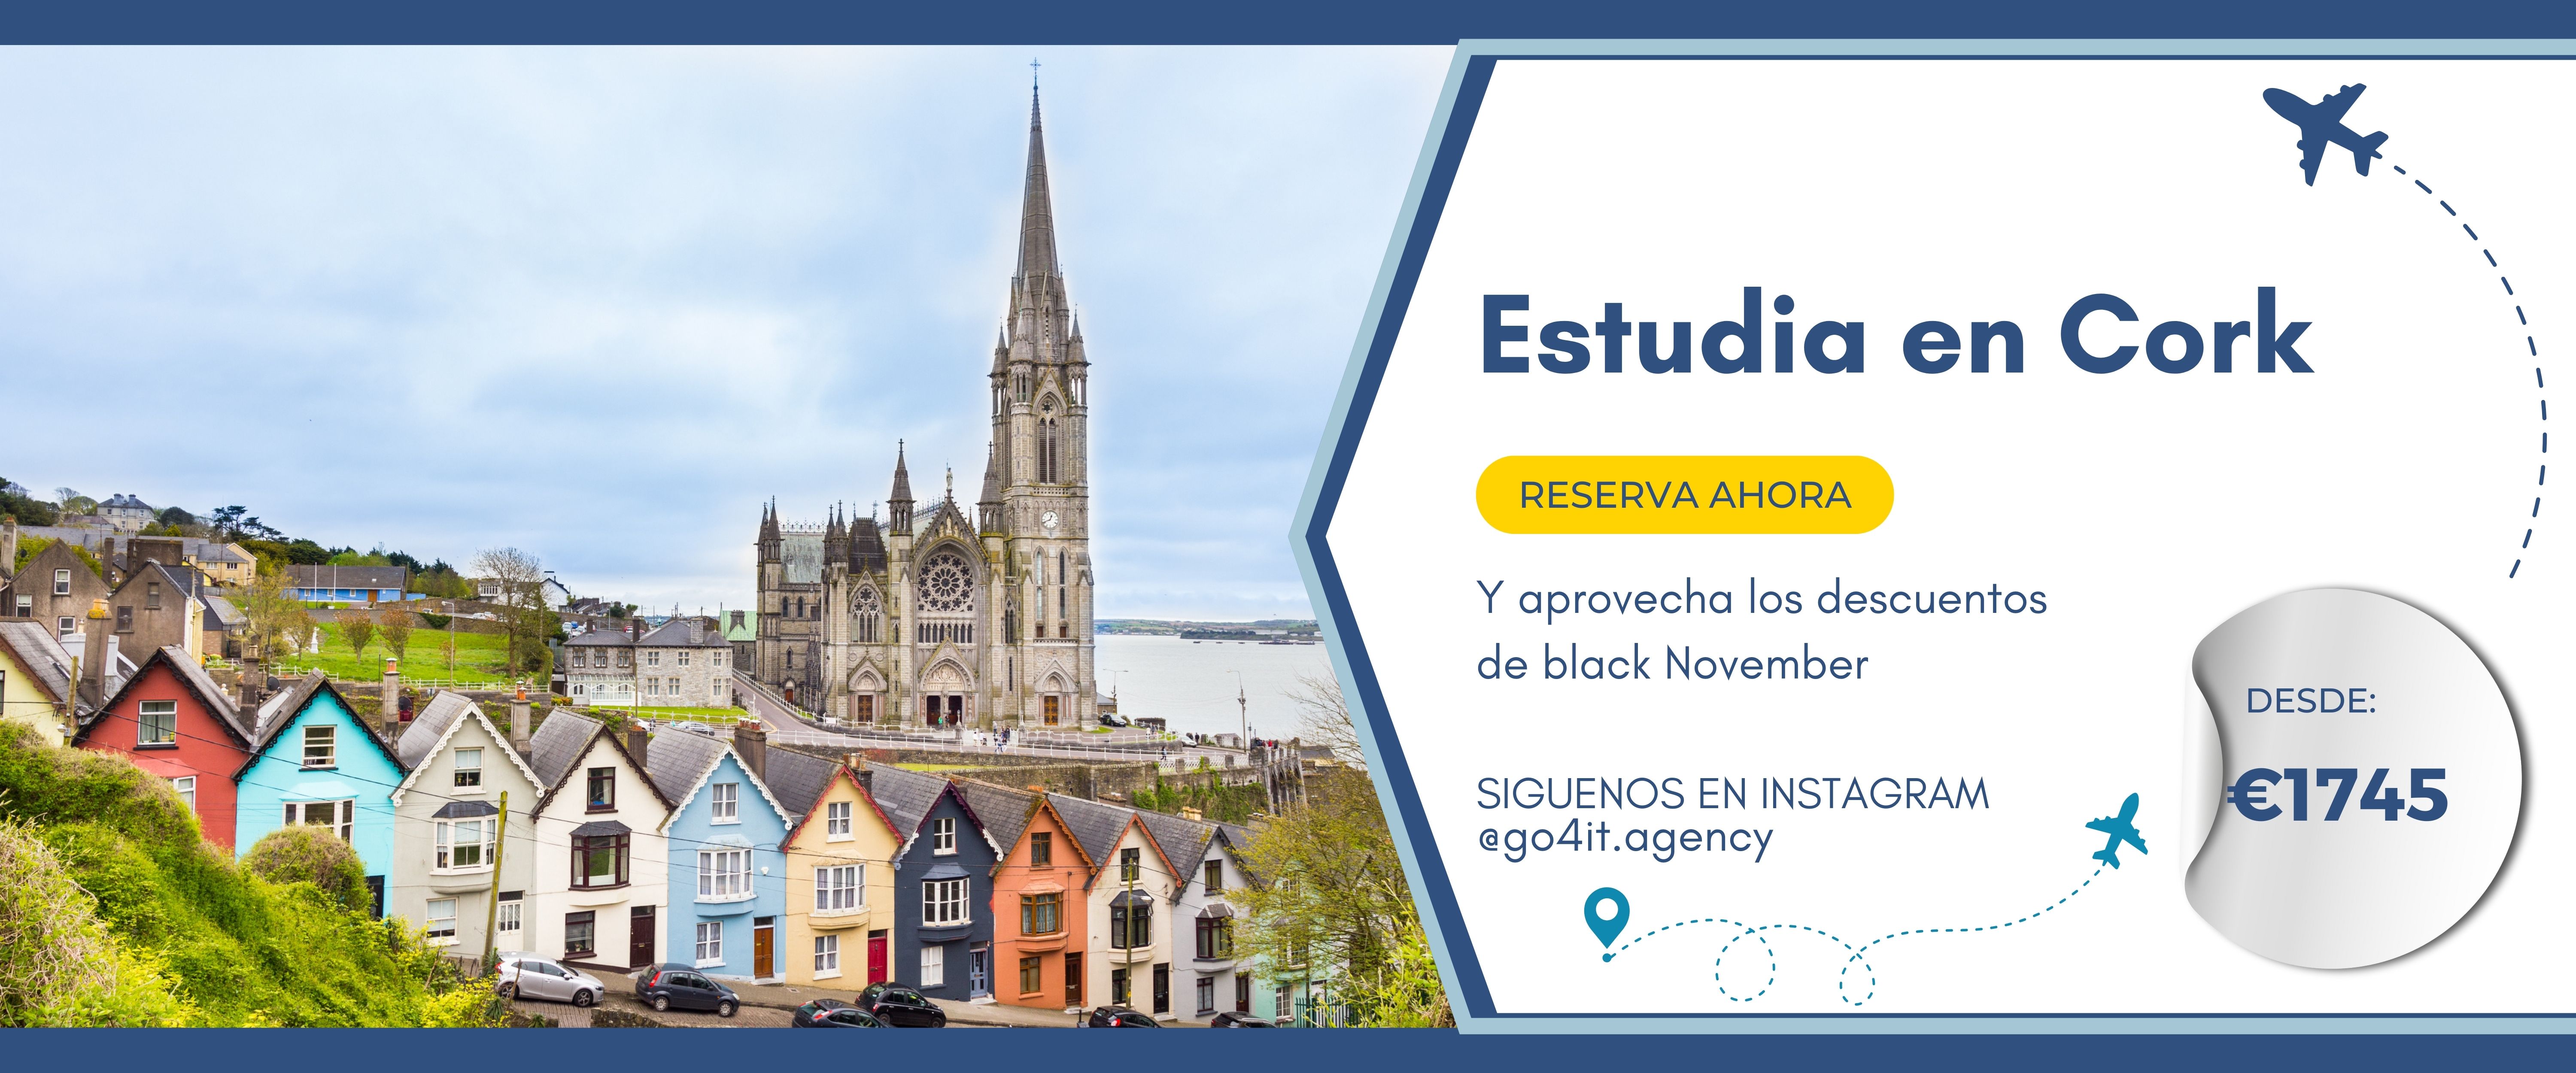 Estudia en Cork
RESERVA AHORA
Y aprovecha los descuentos
de black November
SIGUENOS EN INSTAGRAM
@go4it.agency
DESDE:
€1745